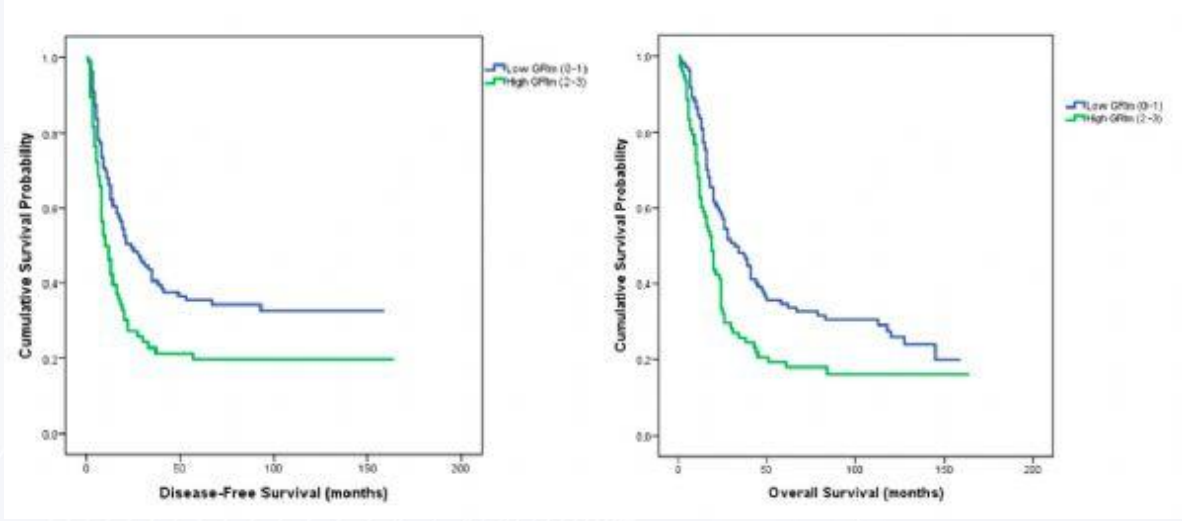 1.0
0.8
0.6
0.4
0.2
0.0
Cumulative Survival Probability
0 50 100 150 200
Disease-Free Survival (months)
Low GRIm (0-1)
High GRIm (2-3)
1.0
0.8
0.6
0.4
0.2
0.0
Cumulative Survival Probability
0 50 100 150 200
Overall Survival (months)
Low GRIm (0-1)
High GRIm (2-3)